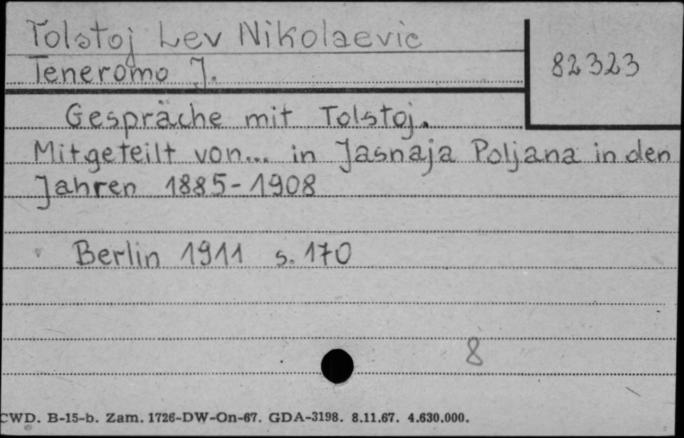 Tolstoj Lev Nikolaevic
82323
Teneromo J.
Gespräche mit Tolstoj.
Mitgeteilt von... in Jasnaja Poljana in den
Jahren 1885-1908
Berlin 1911 s. 170
8
CWD. B-15-b. Zam. 1726-DW-On-67. GDA-3198. 8.11.67. 4.630.000.